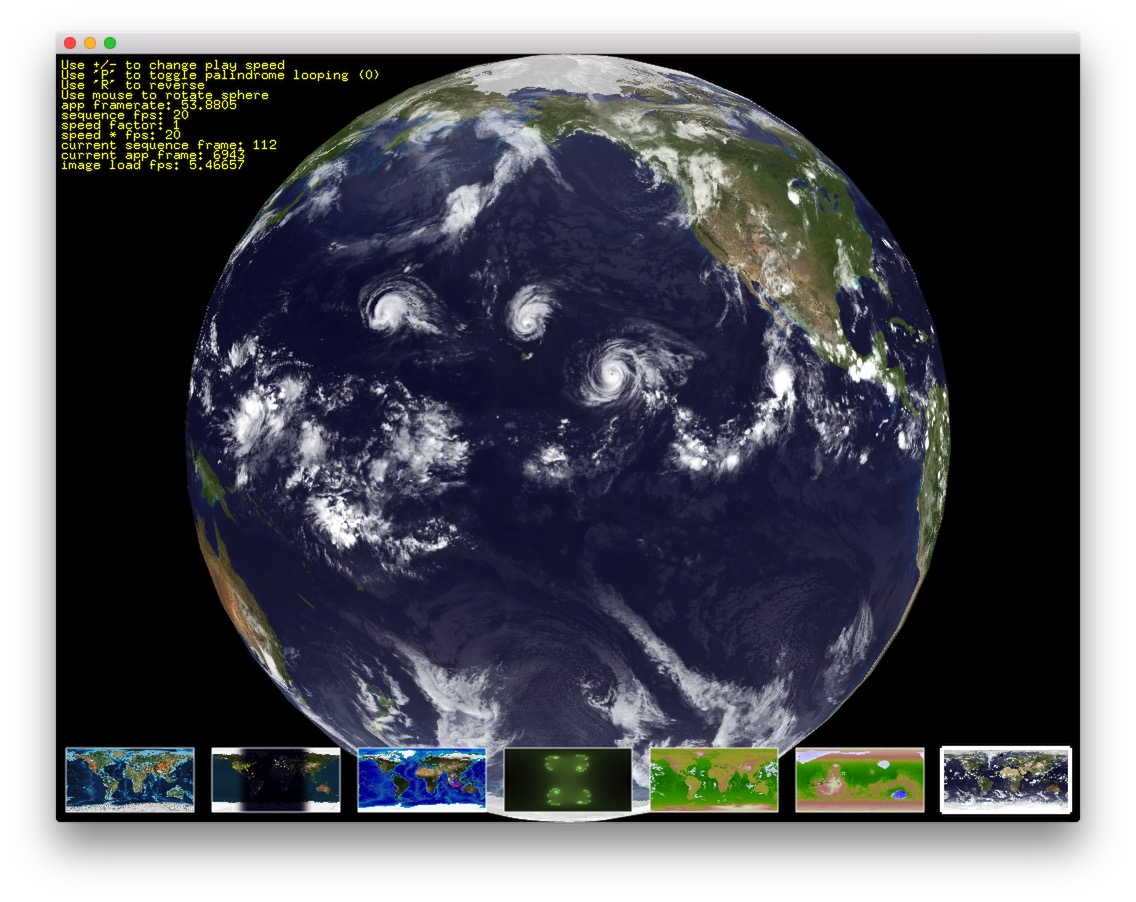 Use +/- to change play speed
Use 'P' to toggle palindrome looping (0)
Use 'R' to reverse
Use mouse to rotate sphere
app framerate: 53.8805
sequence fps: 20
speed factor: 1
speed * fps: 20
current sequence frame: 112
current app frame: 6943
image load fps: 5.46657